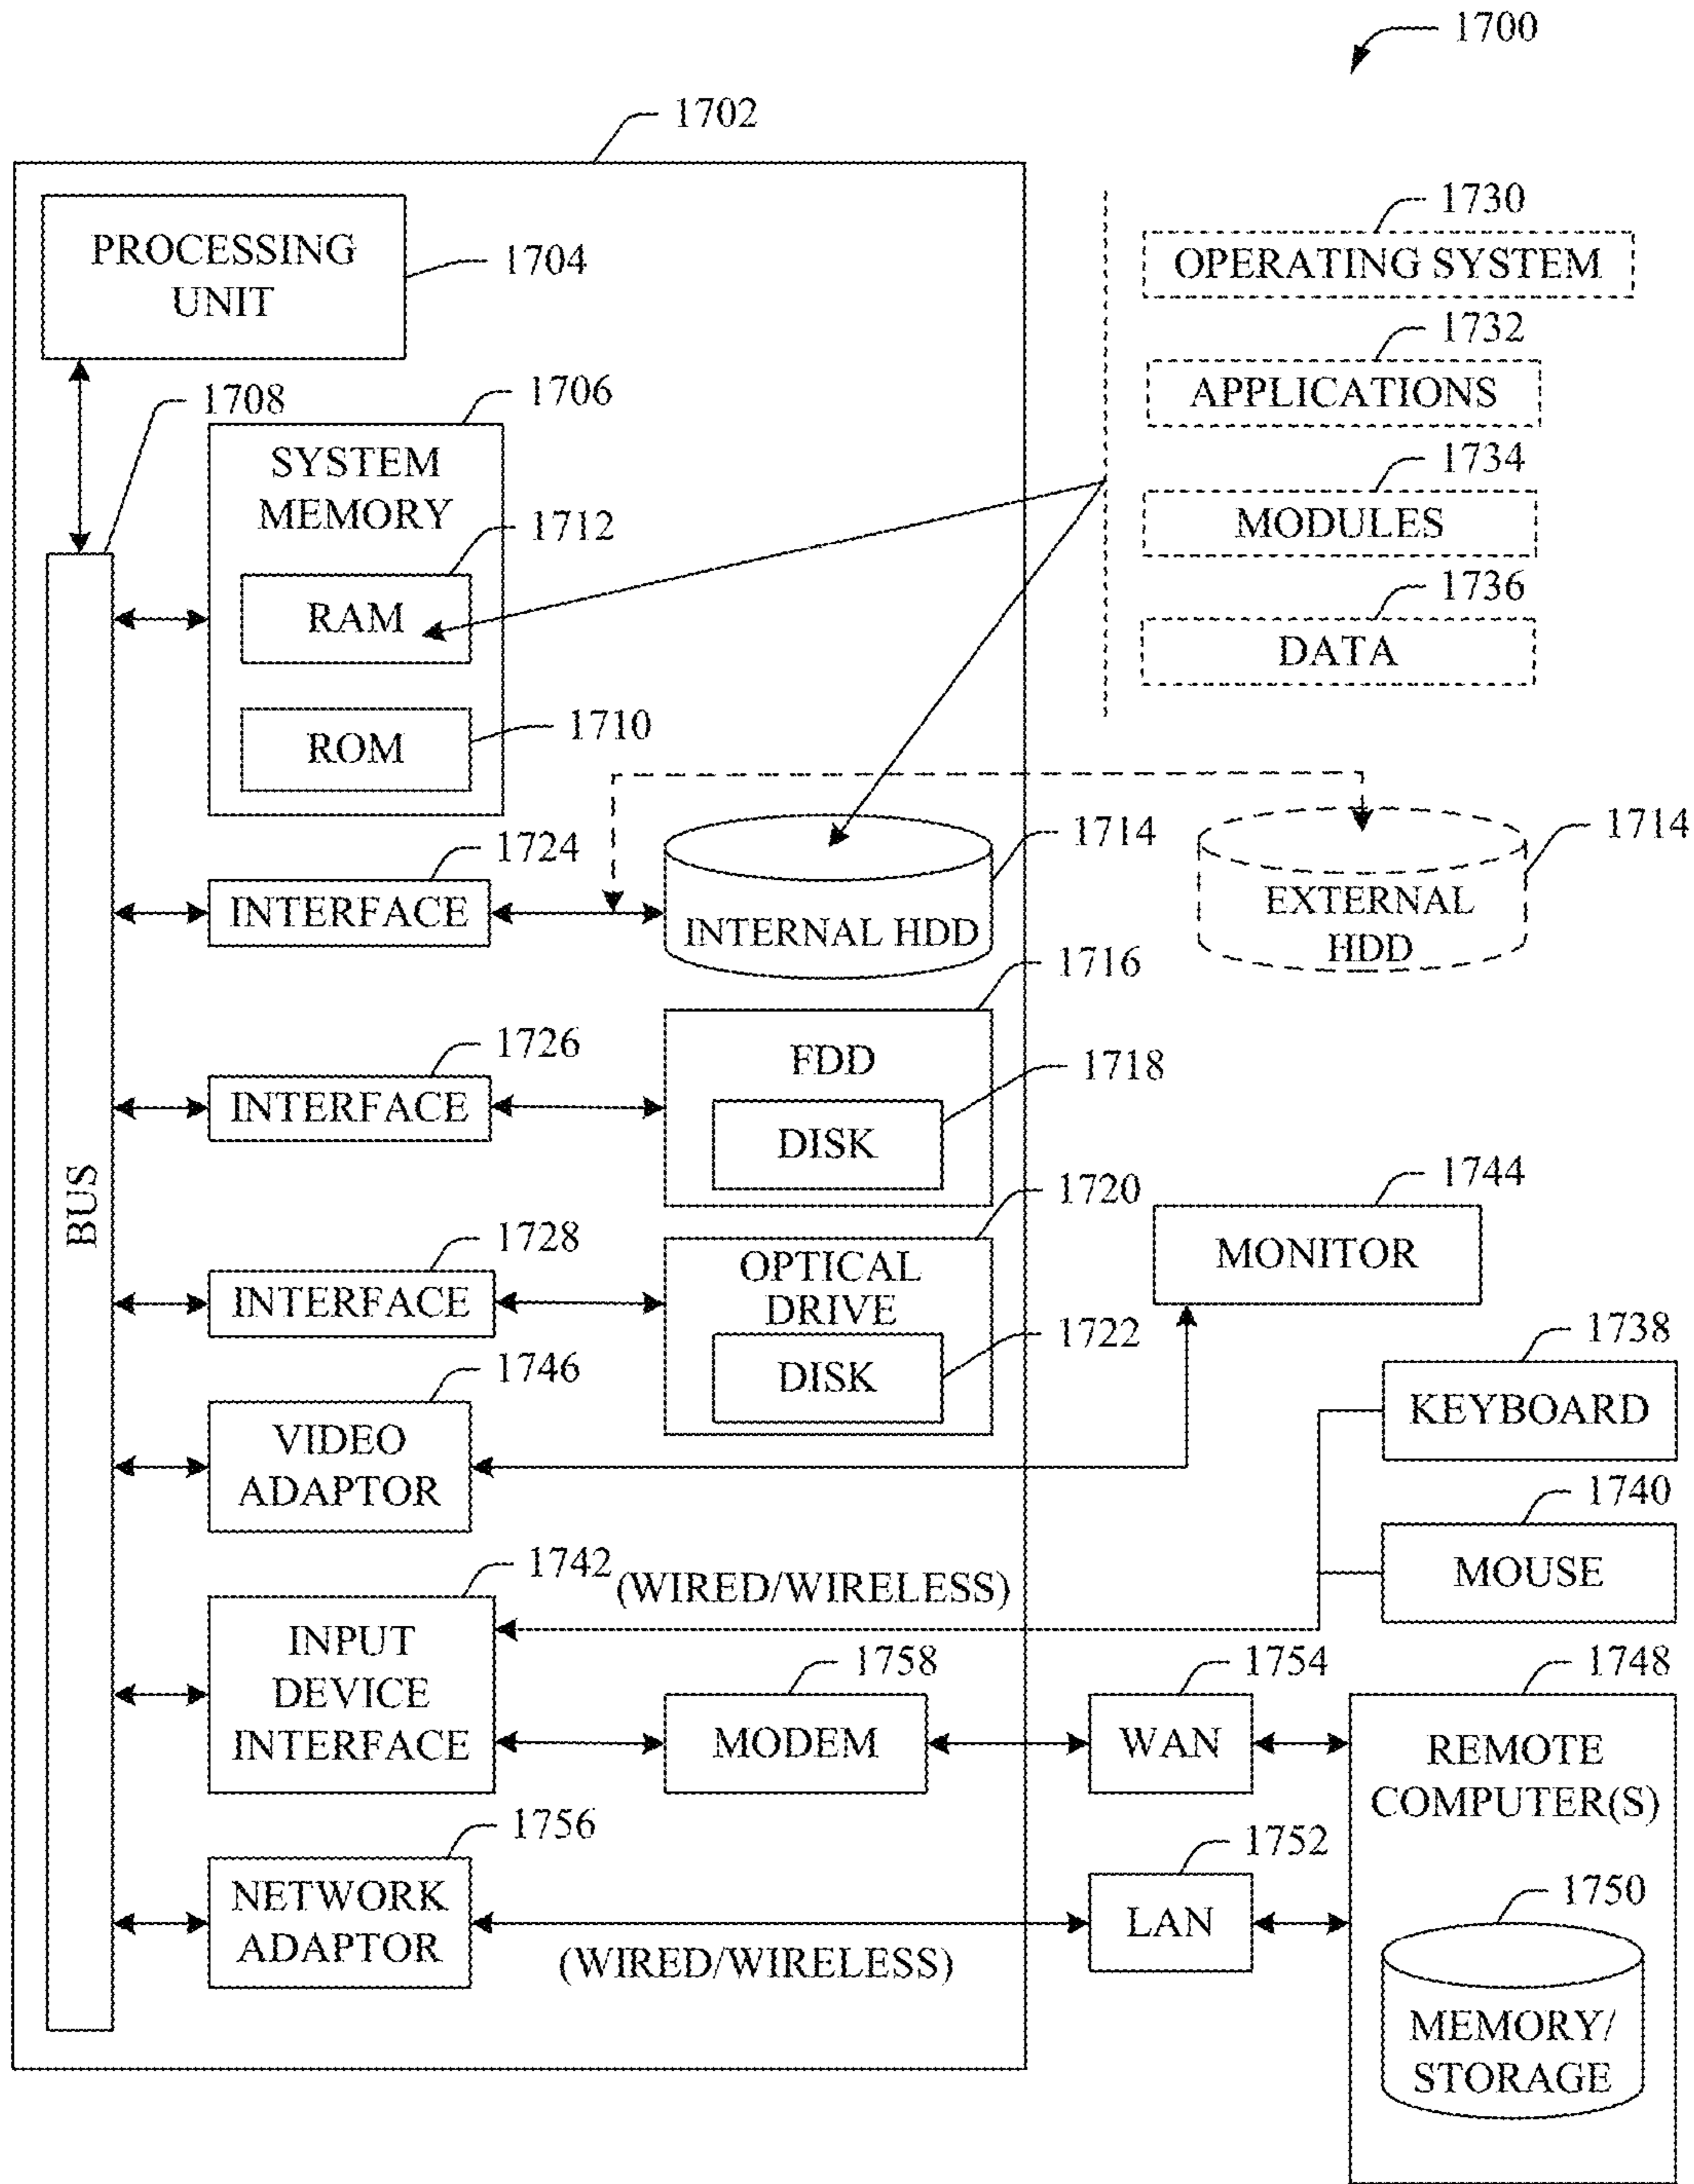 1700
1702
PROCESSING
UNIT
1704
1730
OPERATING SYSTEM
1732
APPLICATIONS
1734
MODULES
1736
DATA
1708
1706
SYSTEM
MEMORY
1712
RAM
1710
ROM
BUS
1724
INTERFACE
1714
INTERNAL HDD
1714
EXTERNAL
HDD
1726
INTERFACE
1716
FDD
1718
DISK
1728
INTERFACE
1720
OPTICAL
DRIVE
1722
DISK
1744
MONITOR
1746
VIDEO
ADAPTOR
1738
KEYBOARD
1740
MOUSE
1742
(WIRED/WIRELESS)
INPUT
DEVICE
INTERFACE
1758
MODEM
1754
WAN
1748
REMOTE
COMPUTER(S)
1756
NETWORK
ADAPTOR
(WIRED/WIRELESS)
1752
LAN
1750
MEMORY/
STORAGE